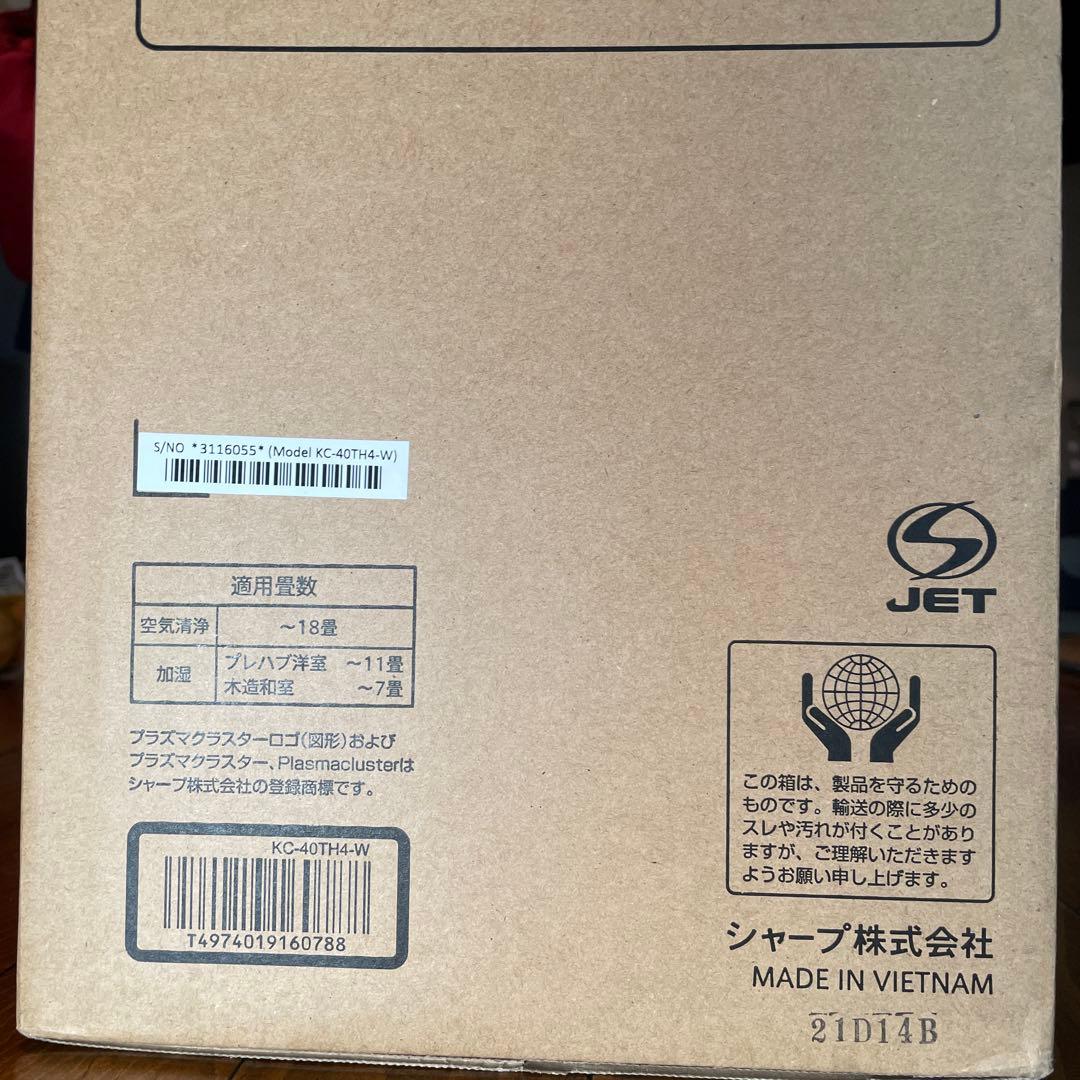 S/NO *3116055* (Model KC-40TH4-W)
JET
適用畳数
空気清浄 ～18畳
加湿 プレハブ洋室 ～11畳
木造和室 ～7畳
プラズマクラスターロゴ(図形)および
プラズマクラスター、Plasmaclusterは
シャープ株式会社の登録商標です。
KC-40TH4-W
T4974019160788
この箱は、製品を守るための
ものです。輸送の際に多少の
スレや汚れが付くことがあり
ますが、ご理解いただきます
ようお願い申し上げます。
シャープ株式会社
MADE IN VIETNAM
21D14B